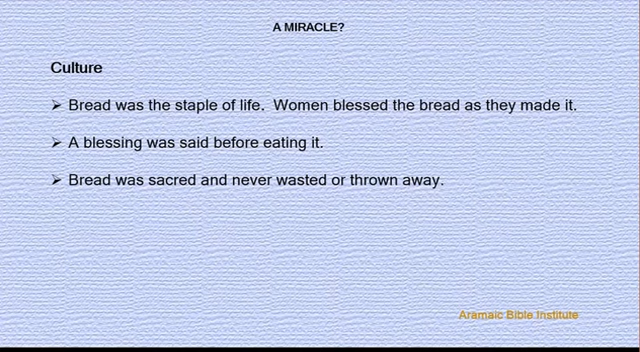 A MIRACLE?
Culture
➢ Bread was the staple of life.  Women blessed the bread as they made it.
➢ A blessing was said before eating it.
➢ Bread was sacred and never wasted or thrown away.
Aramaic Bible Institute